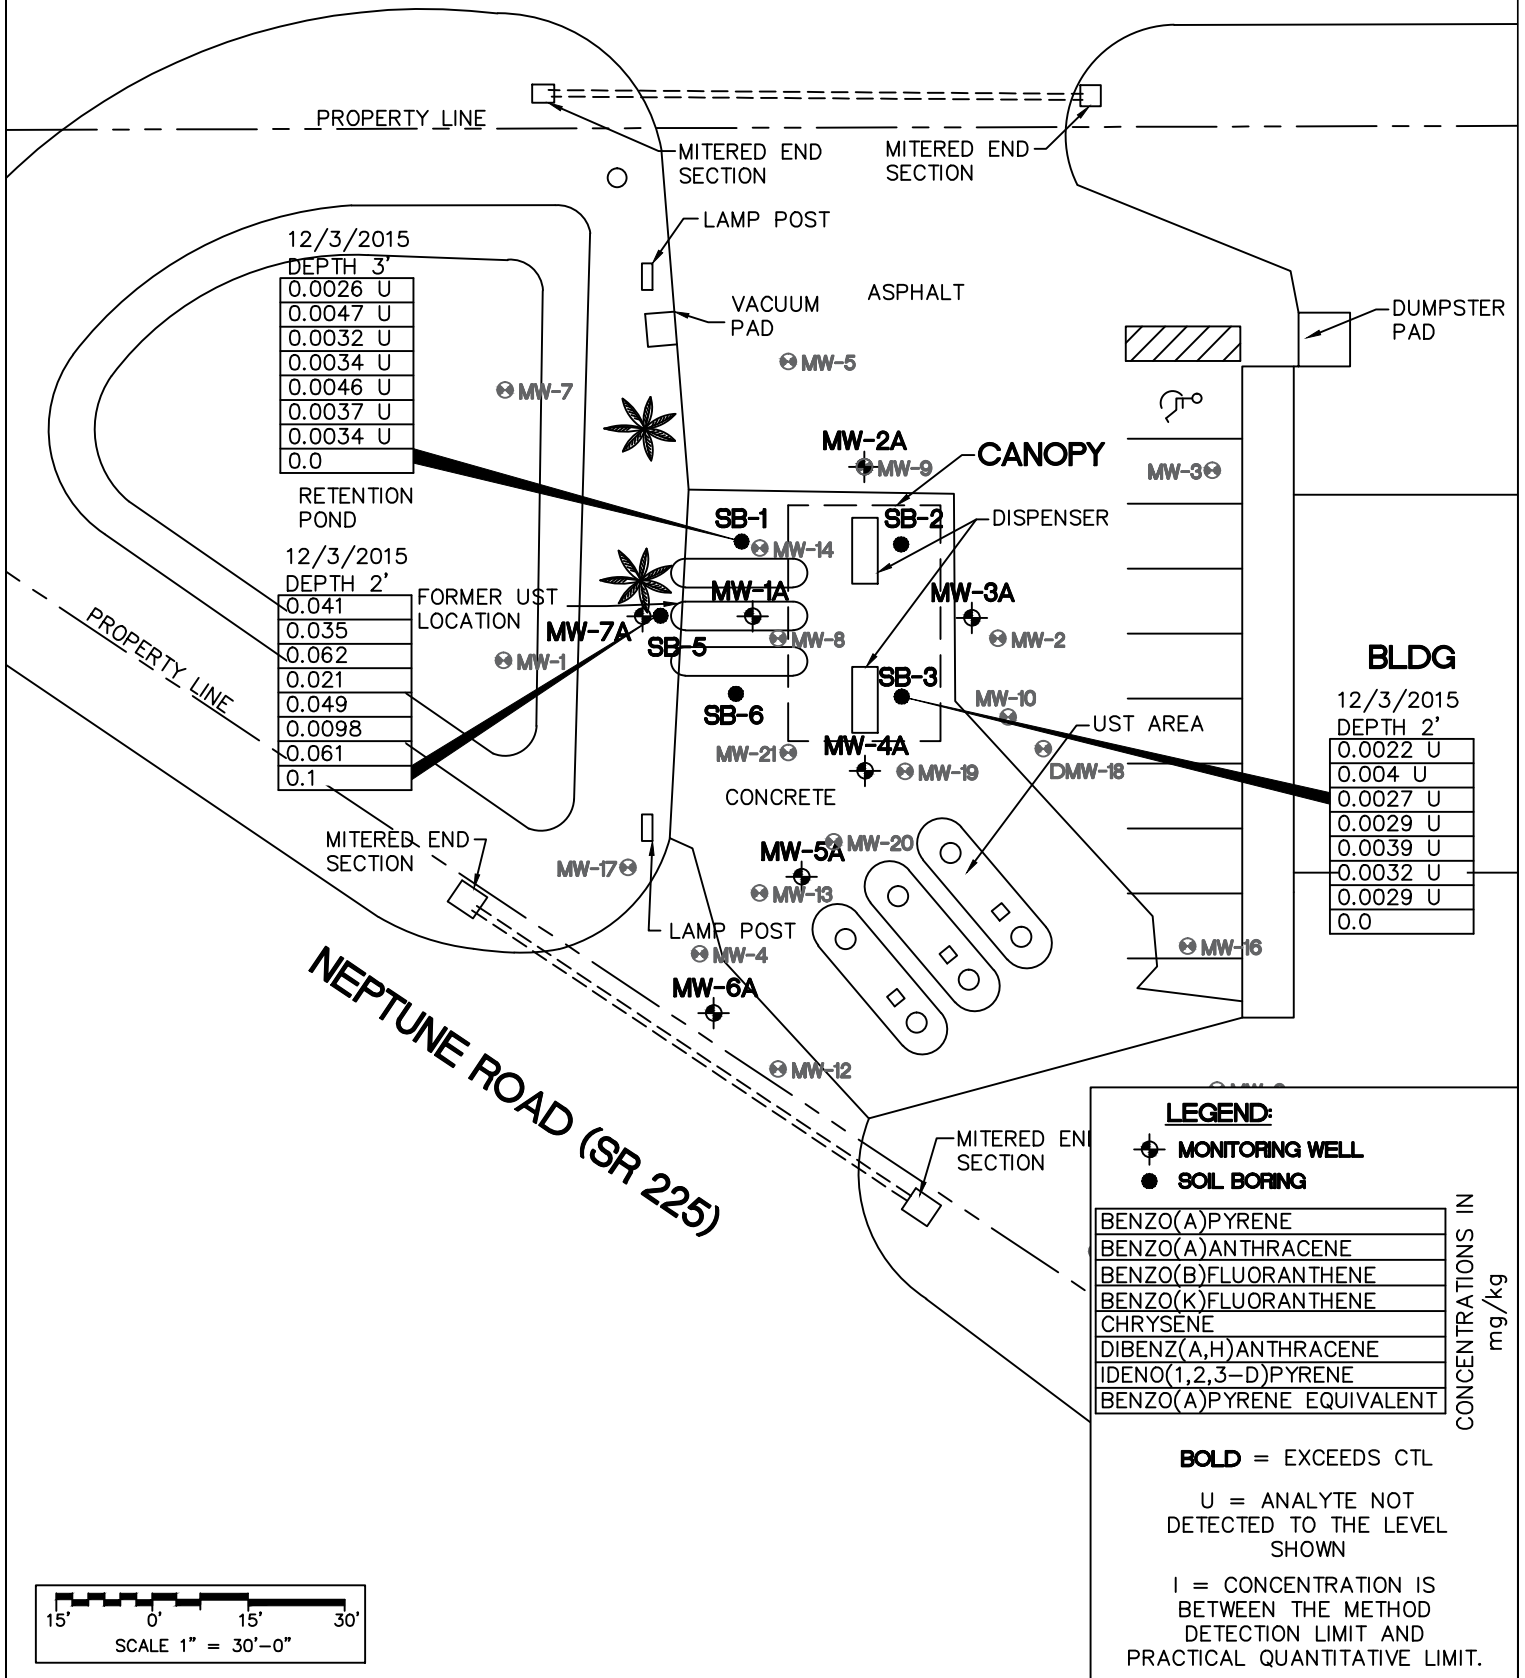 PROPERTY LINE
MITERED END
SECTION
MITERED END
SECTION
LAMP POST
12/3/2015
DEPTH 3'
0.0026 U
0.0047 U
0.0032 U
0.0034 U
0.0046 U
0.0037 U
0.0034 U
0.0
VACUUM
PAD
ASPHALT
DUMPSTER
PAD
MW-5
MW-7
MW-2A
MW-9
CANOPY
MW-3
RETENTION
POND
SB-1
SB-2
DISPENSER
MW-14
12/3/2015
DEPTH 2'
0.041
0.035
0.062
0.021
0.049
0.0098
0.061
0.1
FORMER UST
LOCATION
MW-1A
MW-3A
MW-7A
SB-5
MW-8
MW-2
MW-1
PROPERTY LINE
SB-3
SB-6
MW-10
UST AREA
BLDG
12/3/2015
DEPTH 2'
0.0022 U
0.004 U
0.0027 U
0.0029 U
0.0039 U
0.0032 U
0.0029 U
0.0
MW-21
MW-4A
MW-19
DMW-18
CONCRETE
MITERED END
SECTION
MW-17
MW-5A
MW-20
MW-13
LAMP POST
MW-4
MW-16
MW-6A
NEPTUNE ROAD (SR 225)
MW-12
MITERED EN
SECTION
LEGEND:
MONITORING WELL
SOIL BORING
BENZO(A)PYRENE
BENZO(A)ANTHRACENE
BENZO(B)FLUORANTHENE
BENZO(K)FLUORANTHENE
CHRYSENE
DIBENZ(A,H)ANTHRACENE
IDENO(1,2,3-D)PYRENE
BENZO(A)PYRENE EQUIVALENT
CONCENTRATIONS IN
mg/kg
BOLD = EXCEEDS CTL
U = ANALYTE NOT
DETECTED TO THE LEVEL
SHOWN
I = CONCENTRATION IS
BETWEEN THE METHOD
DETECTION LIMIT AND
PRACTICAL QUANTITATIVE LIMIT.
15' 0' 15' 30'
SCALE 1" = 30'-0"